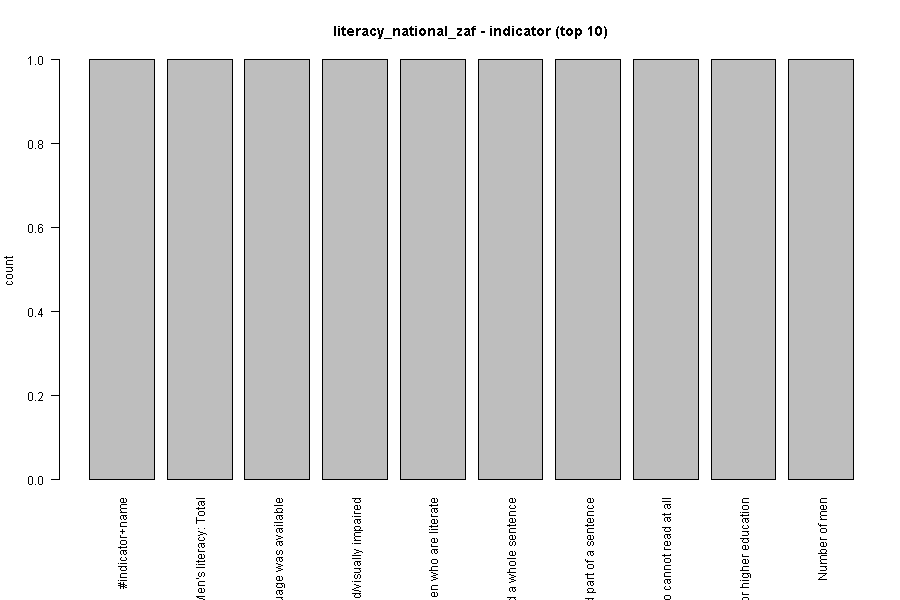 literacy_national_zaf - indicator (top 10)
count
1.0
0.8
0.6
0.4
0.2
0.0
#indicator+name
Men's literacy: Total
uage was available
d/visually impaired
en who are literate
d a whole sentence
d part of a sentence
o cannot read at all
or higher education
Number of men